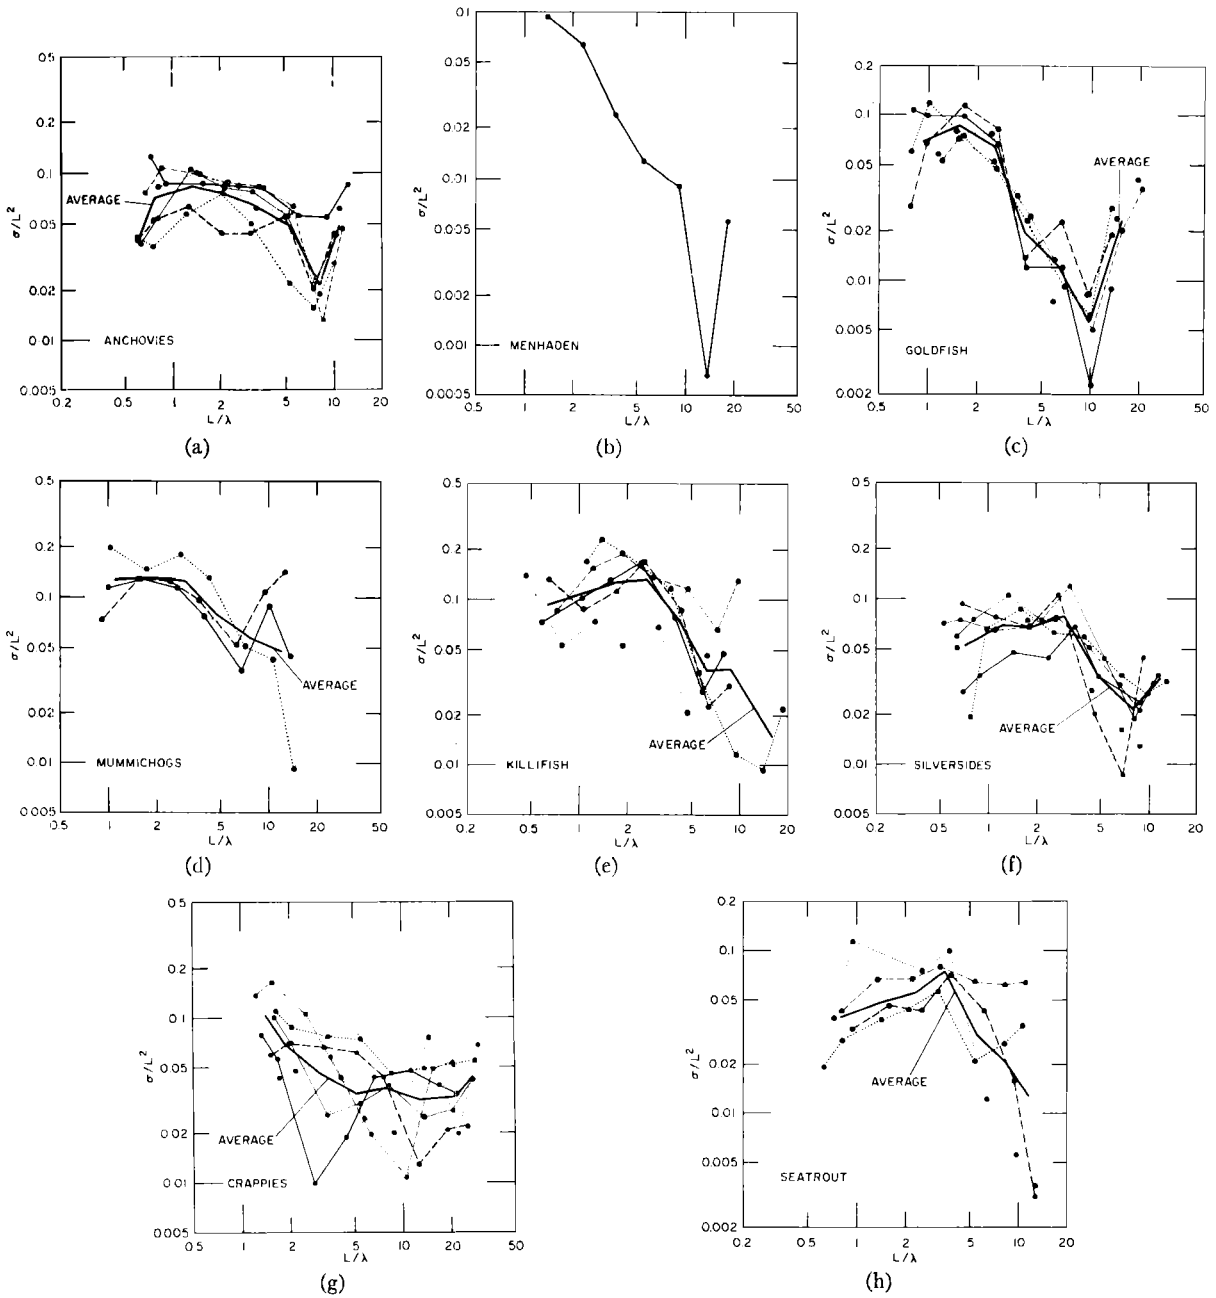 0.5
0.2
0.1
0.05
0.02
0.01
0.005
σ/L²
AVERAGE
ANCHOVIES
0.2 0.5 1 2 5 10 20
L/λ
(a)
0.1
0.05
0.02
0.01
0.005
0.002
0.001
0.0005
σ/L²
MENHADEN
0.5 1 2 5 10 20 50
L/λ
(b)
0.2
0.1
0.05
0.02
0.01
0.005
0.002
σ/L²
AVERAGE
GOLDFISH
0.5 1 2 5 10 20 50
L/λ
(c)
0.5
0.2
0.1
0.05
0.02
0.01
0.005
σ/L²
AVERAGE
MUMMICHOGS
0.5 1 2 5 10 20 50
L/λ
(d)
0.5
0.2
0.1
0.05
0.02
0.01
0.005
σ/L²
AVERAGE
KILLIFISH
0.2 0.5 1 2 5 10 20
L/λ
(e)
0.5
0.2
0.1
0.05
0.02
0.01
0.005
σ/L²
AVERAGE
SILVERSIDES
0.2 0.5 1 2 5 10 20
L/λ
(f)
0.5
0.2
0.1
0.05
0.02
0.01
0.005
σ/L²
AVERAGE
CRAPPIES
0.5 1 2 5 10 20 50
L/λ
(g)
0.2
0.1
0.05
0.02
0.01
0.005
0.002
σ/L²
AVERAGE
SEATROUT
0.2 0.5 1 2 5 10 20
L/λ
(h)